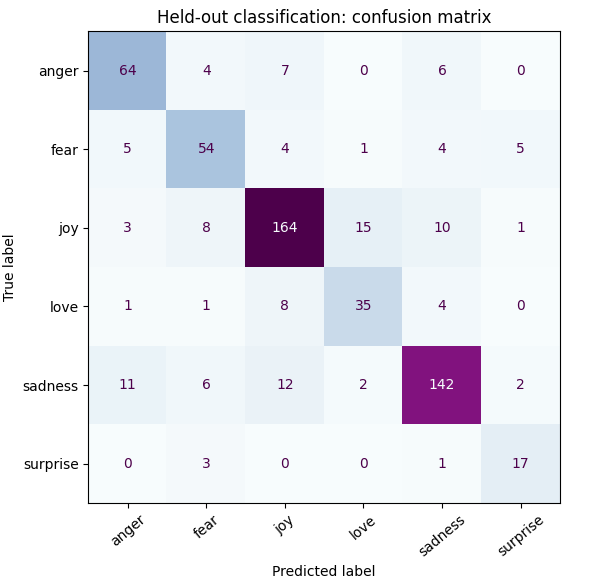 Held-out classification: confusion matrix
True label
anger 64 4 7 0 6 0
fear 5 54 4 1 4 5
joy 3 8 164 15 10 1
love 1 1 8 35 4 0
sadness 11 6 12 2 142 2
surprise 0 3 0 0 1 17
anger fear joy love sadness surprise
Predicted label